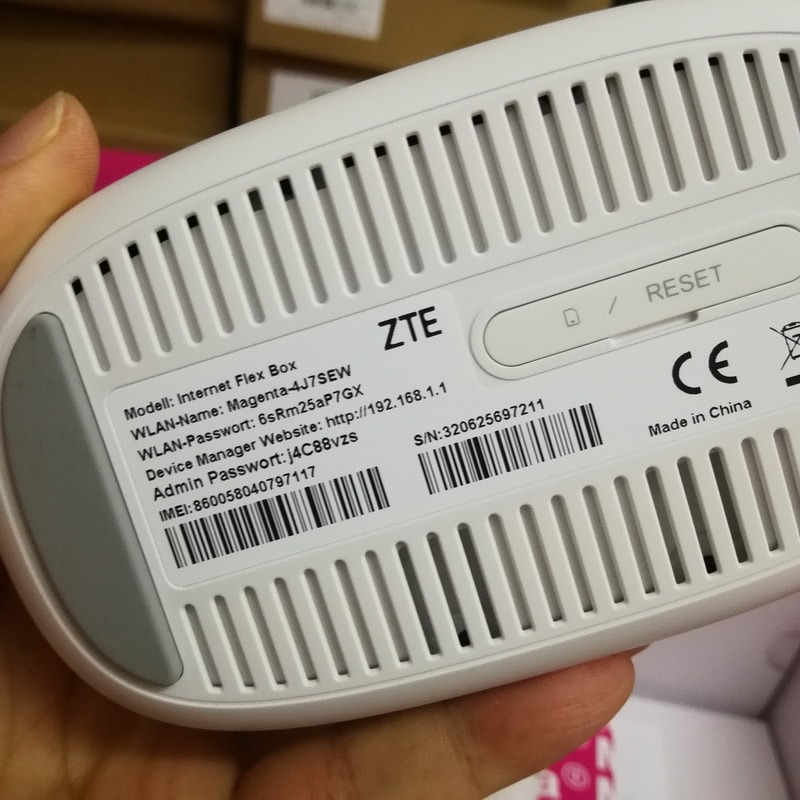 ZTE
Modell: Internet Flex Box
WLAN-Name: Magenta-4J7SEW
WLAN-Passwort: 6sRm25aP7GX
Device Manager Website: http://192.168.1.1
Admin Passwort: j4C88vzs
IMEI: 860058040797117
S/N: 320625697211
/ RESET
CE
Made in China